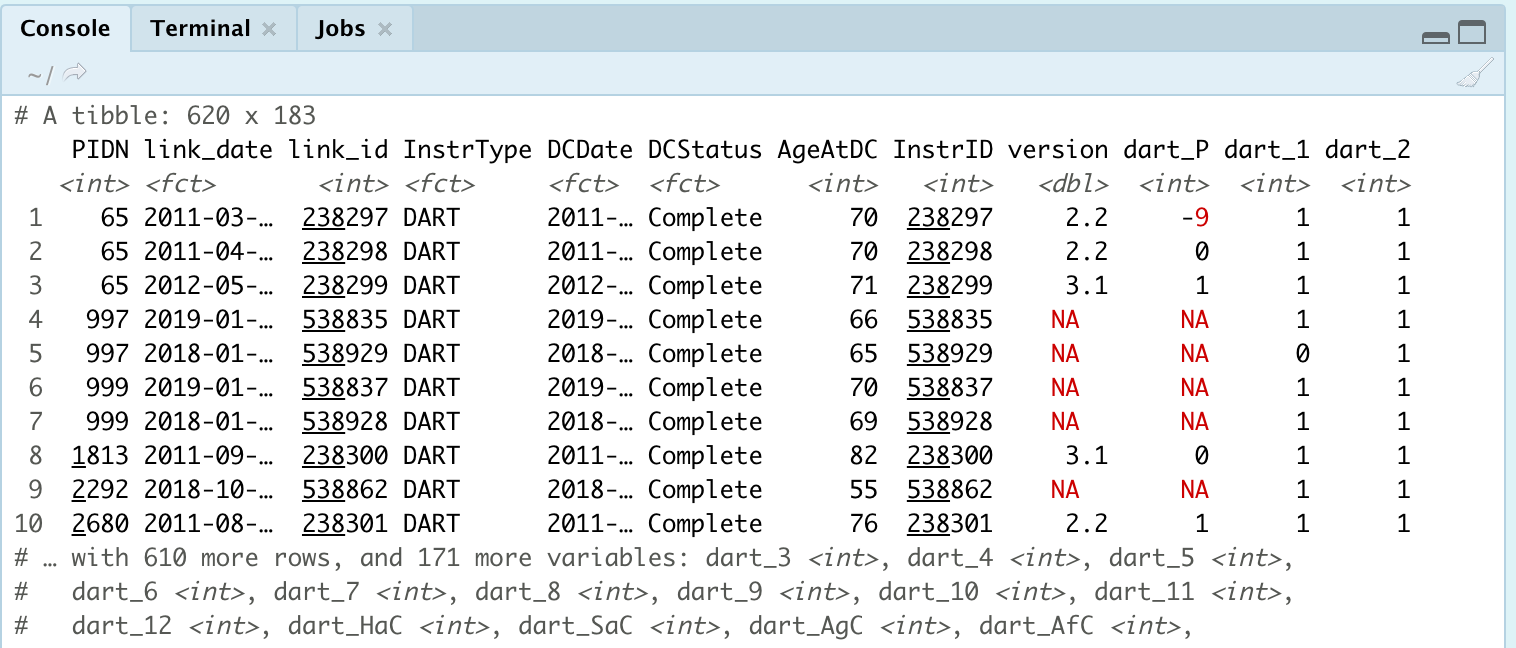 Console Terminal Jobs
~/
# A tibble: 620 x 183
PIDN link_date link_id InstrType DCDate DCStatus AgeAtDC InstrID version dart_P dart_1 dart_2
<int> <fct> <int> <fct> <fct> <fct> <int> <int> <dbl> <int> <int> <int>
1 65 2011-03-… 238297 DART 2011-… Complete 70 238297 2.2 -9 1 1
2 65 2011-04-… 238298 DART 2011-… Complete 70 238298 2.2 0 1 1
3 65 2012-05-… 238299 DART 2012-… Complete 71 238299 3.1 1 1 1
4 997 2019-01-… 538835 DART 2019-… Complete 66 538835 NA NA 1 1
5 997 2018-01-… 538929 DART 2018-… Complete 65 538929 NA NA 0 1
6 999 2019-01-… 538837 DART 2019-… Complete 70 538837 NA NA 1 1
7 999 2018-01-… 538928 DART 2018-… Complete 69 538928 NA NA 1 1
8 1813 2011-09-… 238300 DART 2011-… Complete 82 238300 3.1 0 1 1
9 2292 2018-10-… 538862 DART 2018-… Complete 55 538862 NA NA 1 1
10 2680 2011-08-… 238301 DART 2011-… Complete 76 238301 2.2 1 1 1
# … with 610 more rows, and 171 more variables: dart_3 <int>, dart_4 <int>, dart_5 <int>,
# dart_6 <int>, dart_7 <int>, dart_8 <int>, dart_9 <int>, dart_10 <int>, dart_11 <int>,
# dart_12 <int>, dart_HaC <int>, dart_SaC <int>, dart_AgC <int>, dart_AfC <int>,